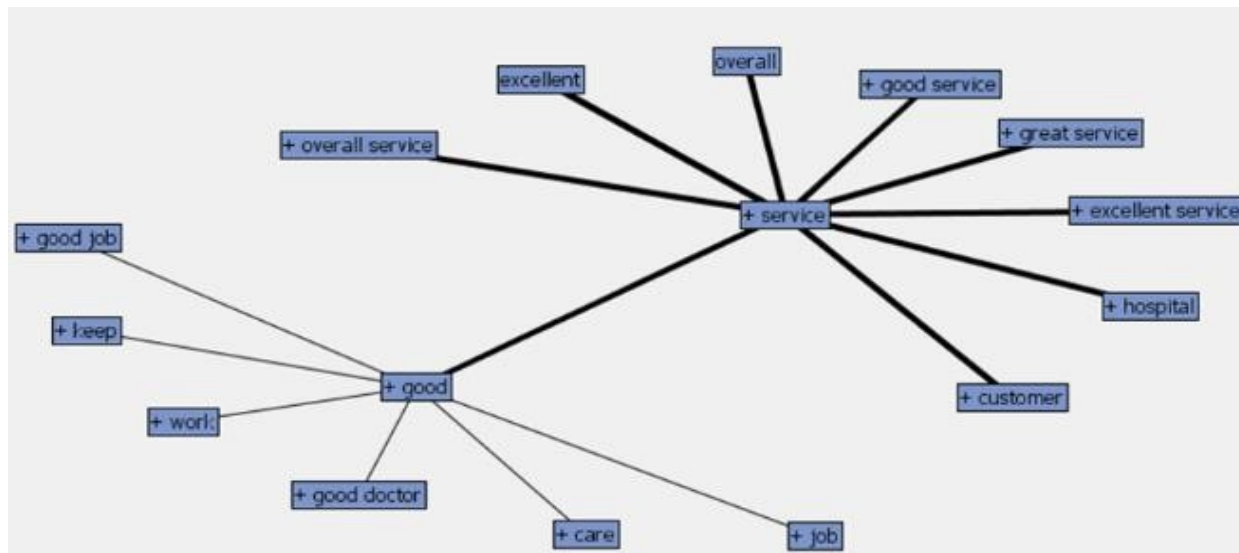 overall
excellent
+ good service
+ great service
+ overall service
+ excellent service
+ service
+ good job
+ hospital
+ keep
+ good
+ customer
+ work
+ good doctor
+ care
+ job